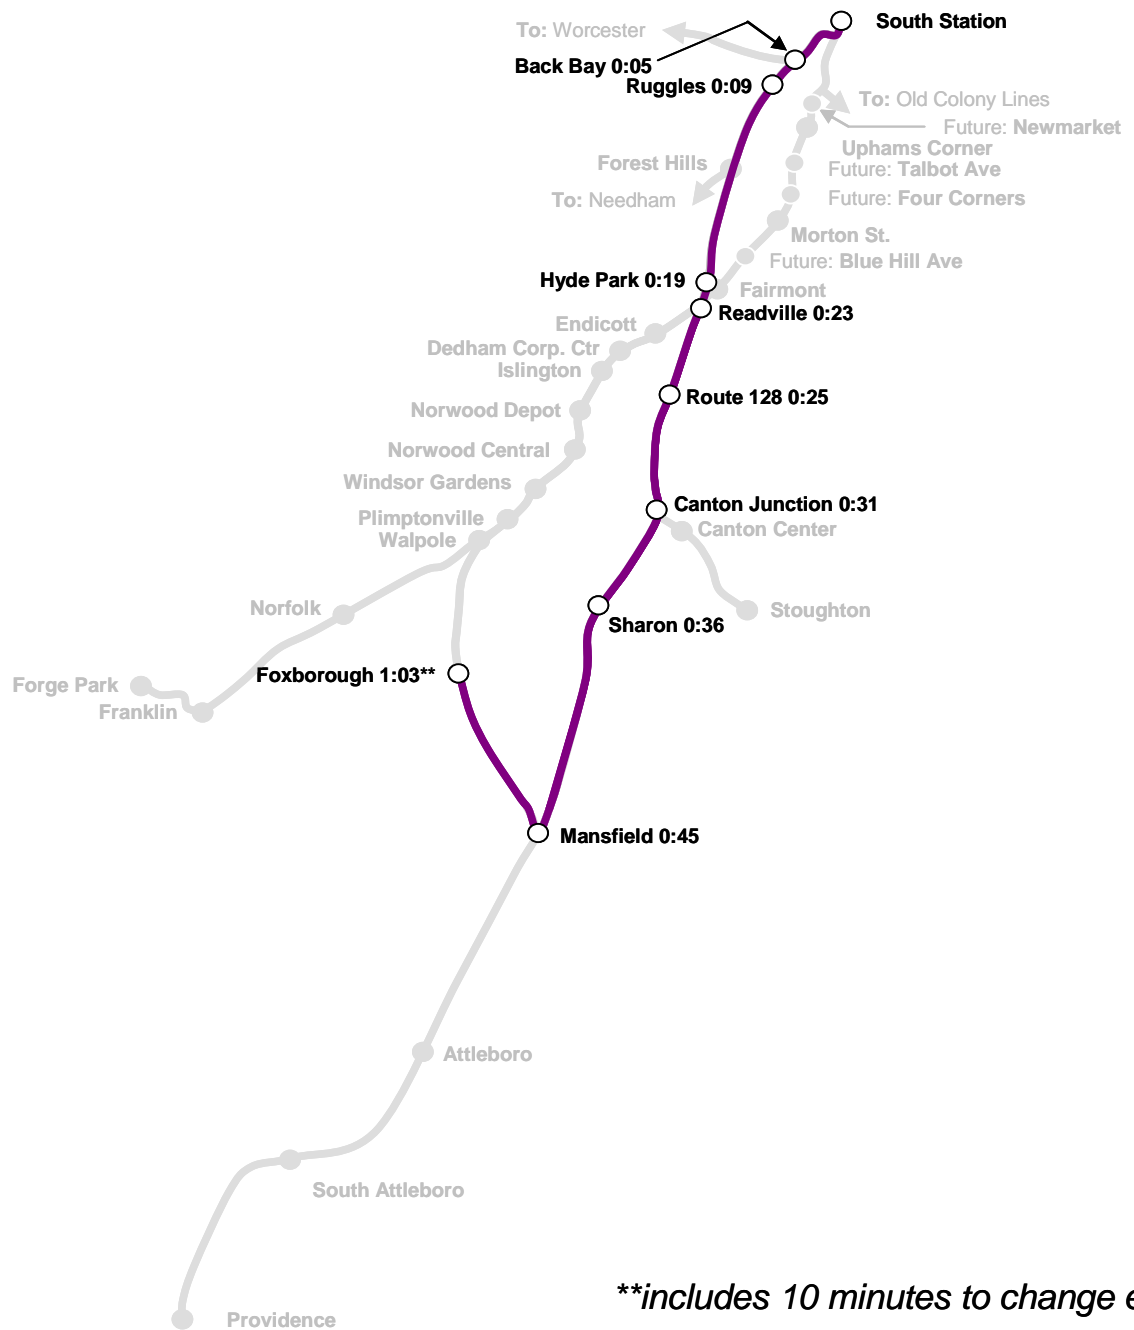 South Station
To: Worcester
Back Bay 0:05
Ruggles 0:09
To: Old Colony Lines
Future: Newmarket
Uphams Corner
Forest Hills
Future: Talbot Ave
To: Needham
Future: Four Corners
Morton St.
Future: Blue Hill Ave
Hyde Park 0:19
Fairmont
Readville 0:23
Endicott
Dedham Corp. Ctr
Islington
Route 128 0:25
Norwood Depot
Norwood Central
Windsor Gardens
Canton Junction 0:31
Plimptonville
Canton Center
Walpole
Norfolk
Stoughton
Sharon 0:36
Foxborough 1:03**
Forge Park
Franklin
Mansfield 0:45
Attleboro
South Attleboro
**includes 10 minutes to change e
Providence